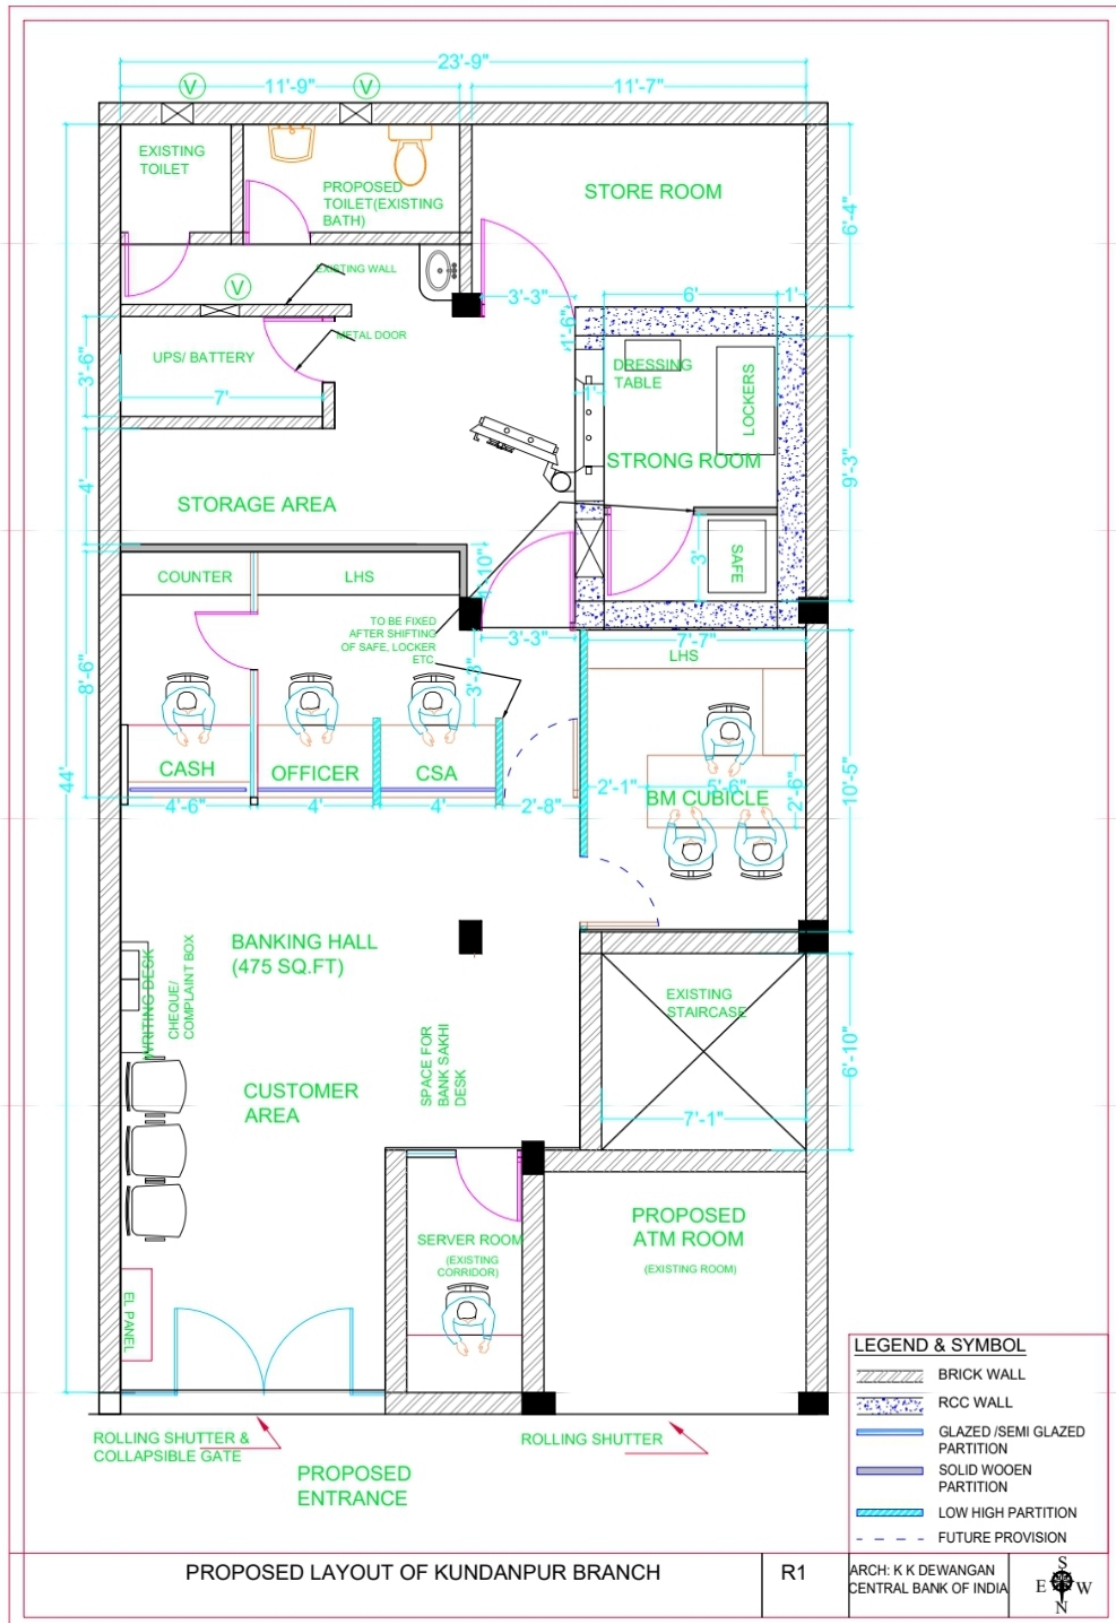 23'-9"
11'-9"
11'-7"
V
V
EXISTING
TOILET
PROPOSED
TOILET(EXISTING
BATH)
STORE ROOM
6'-4"
EXISTING WALL
V
3'-3"
6'
1'
1'-6"
METAL DOOR
UPS/ BATTERY
3'-6"
7'
DRESSING
TABLE
1'
LOCKERS
9'-3"
STRONG ROOM
4'
STORAGE AREA
SAFE
3'
1'-10"
COUNTER
LHS
TO BE FIXED
AFTER SHIFTING
OF SAFE, LOCKER
ETC
3'-3"
7'-7"
LHS
8'-6"
3'-3"
CASH
OFFICER
CSA
4'-6"
4'
4'
2'-8"
2'-1"
5'-6"
2'-6"
BM CUBICLE
10'-5"
44'
BANKING HALL
(475 SQ.FT)
WRITING DESK
CHEQUE/
COMPLAINT BOX
EXISTING
STAIRCASE
6'-10"
SPACE FOR
BANK SAKHI
DESK
CUSTOMER
AREA
7'-1"
PROPOSED
ATM ROOM
(EXISTING ROOM)
SERVER ROOM
(EXISTING
CORRIDOR)
EL PANEL
ROLLING SHUTTER &
COLLAPSIBLE GATE
ROLLING SHUTTER
PROPOSED
ENTRANCE
LEGEND & SYMBOL
BRICK WALL
RCC WALL
GLAZED /SEMI GLAZED
PARTITION
SOLID WOOEN
PARTITION
LOW HIGH PARTITION
FUTURE PROVISION
PROPOSED LAYOUT OF KUNDANPUR BRANCH
R1
ARCH: K K DEWANGAN
CENTRAL BANK OF INDIA
S
E
W
N